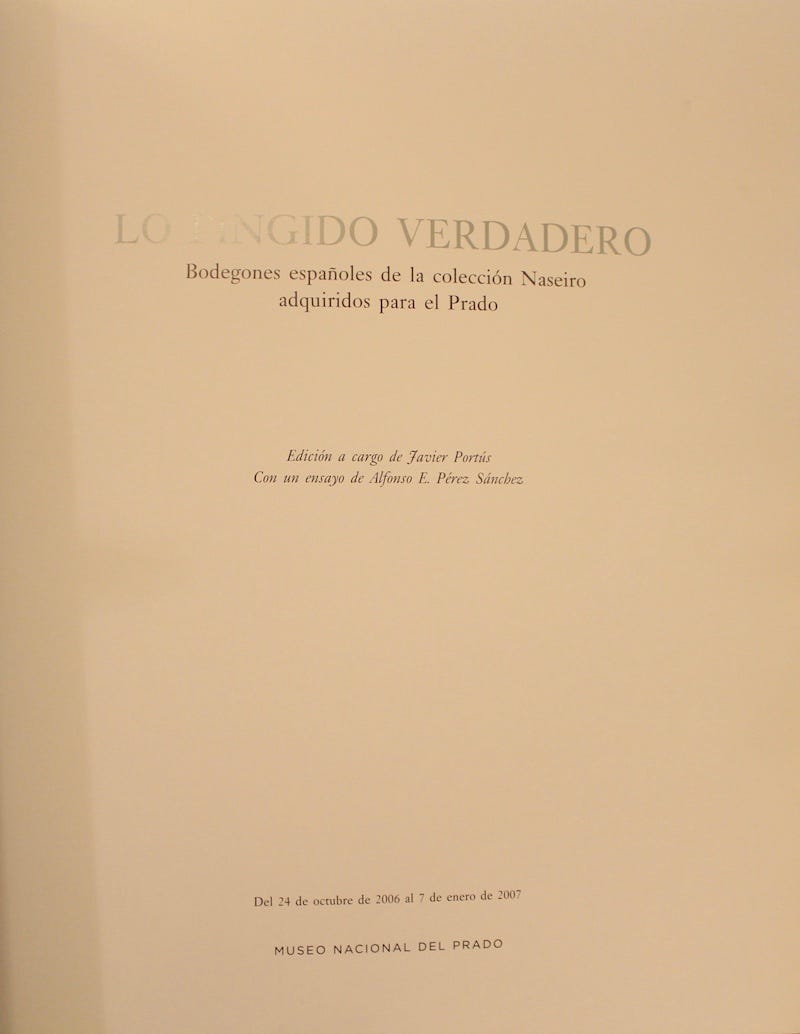 LO FINGIDO VERDADERO
Bodegones españoles de la colección Naseiro
adquiridos para el Prado
Edición a cargo de Javier Portús
Con un ensayo de Alfonso E. Pérez Sánchez
Del 24 de octubre de 2006 al 7 de enero de 2007
MUSEO NACIONAL DEL PRADO